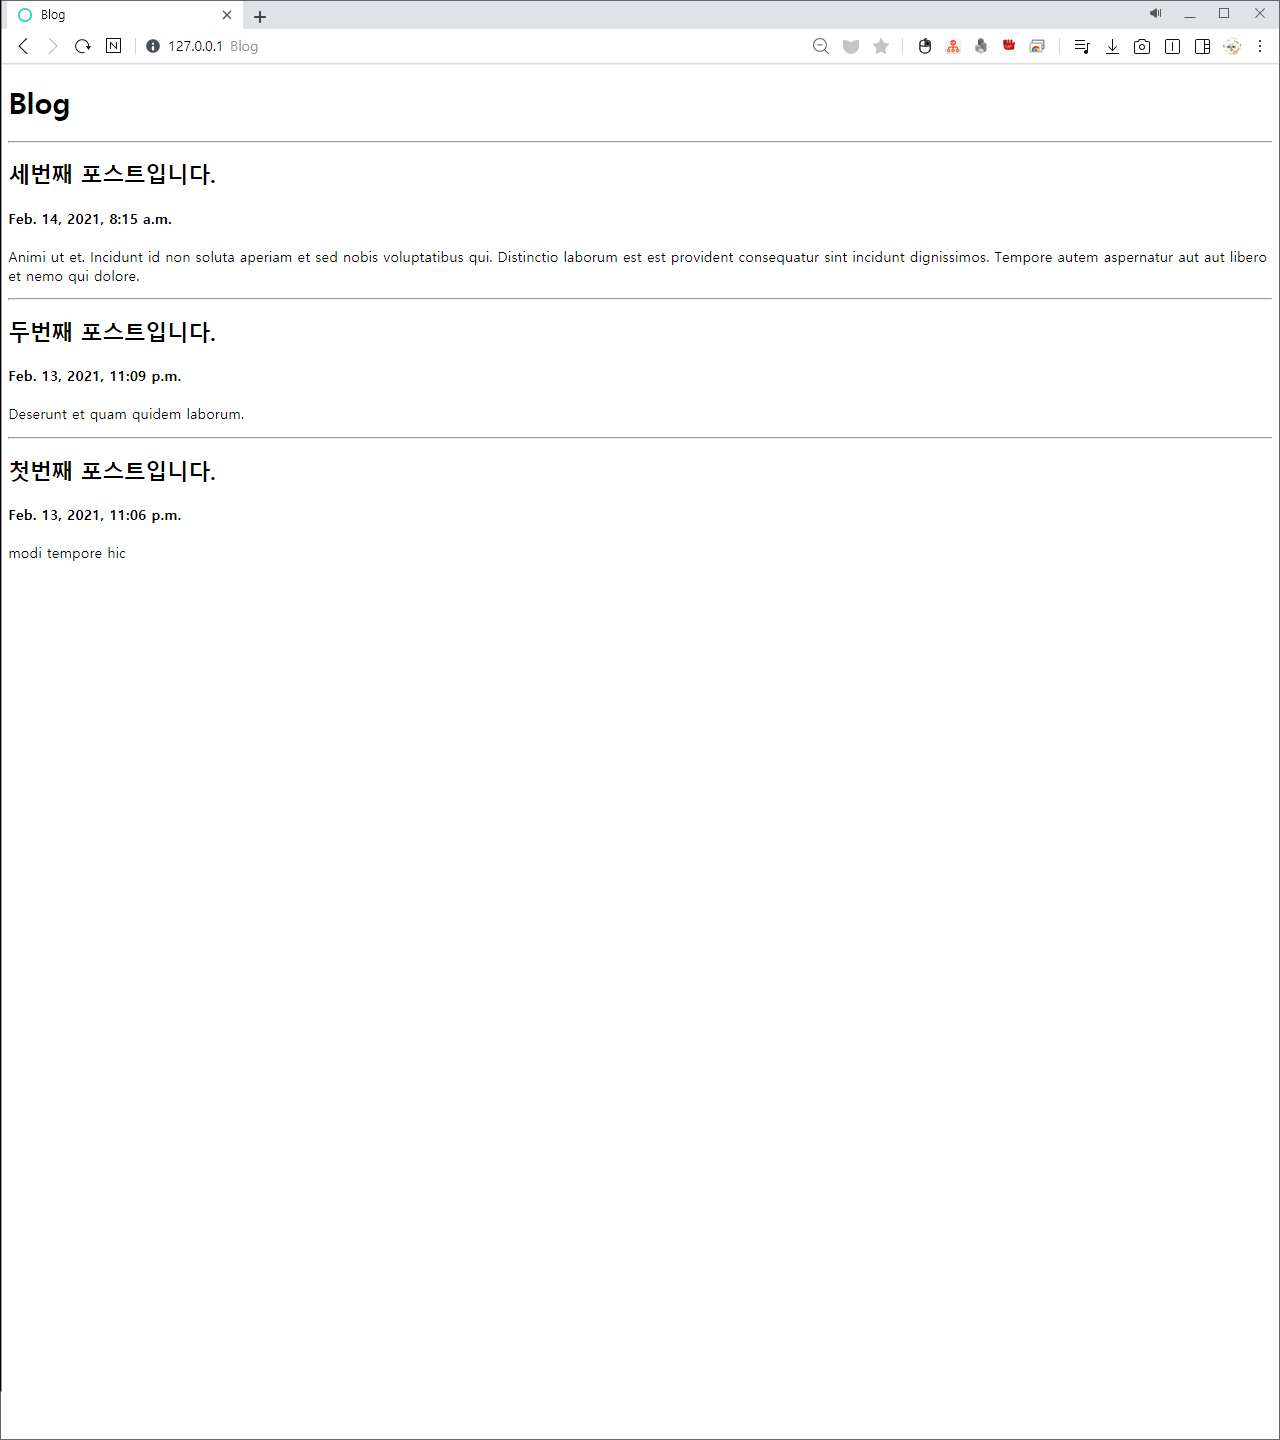 Blog
127.0.0.1 Blog
Blog
세번째 포스트입니다.
Feb. 14, 2021, 8:15 a.m.
Animi ut et. Incidunt id non soluta aperiam et sed nobis voluptatibus qui. Distinctio laborum est est provident consequatur sint incidunt dignissimos. Tempore autem aspernatur aut aut libero
et nemo qui dolore.
두번째 포스트입니다.
Feb. 13, 2021, 11:09 p.m.
Deserunt et quam quidem laborum.
첫번째 포스트입니다.
Feb. 13, 2021, 11:06 p.m.
modi tempore hic